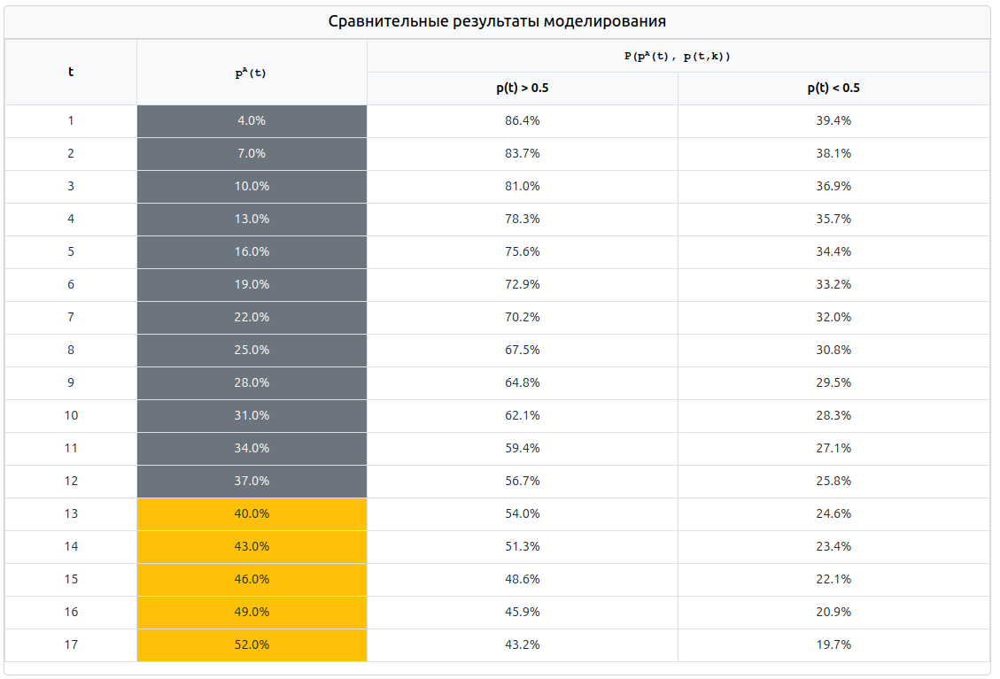 Сравнительные результаты моделирования
t pᴬ(t) P(pᴬ(t), p(t,k))
p(t) > 0.5 p(t) < 0.5
1 4.0% 86.4% 39.4%
2 7.0% 83.7% 38.1%
3 10.0% 81.0% 36.9%
4 13.0% 78.3% 35.7%
5 16.0% 75.6% 34.4%
6 19.0% 72.9% 33.2%
7 22.0% 70.2% 32.0%
8 25.0% 67.5% 30.8%
9 28.0% 64.8% 29.5%
10 31.0% 62.1% 28.3%
11 34.0% 59.4% 27.1%
12 37.0% 56.7% 25.8%
13 40.0% 54.0% 24.6%
14 43.0% 51.3% 23.4%
15 46.0% 48.6% 22.1%
16 49.0% 45.9% 20.9%
17 52.0% 43.2% 19.7%